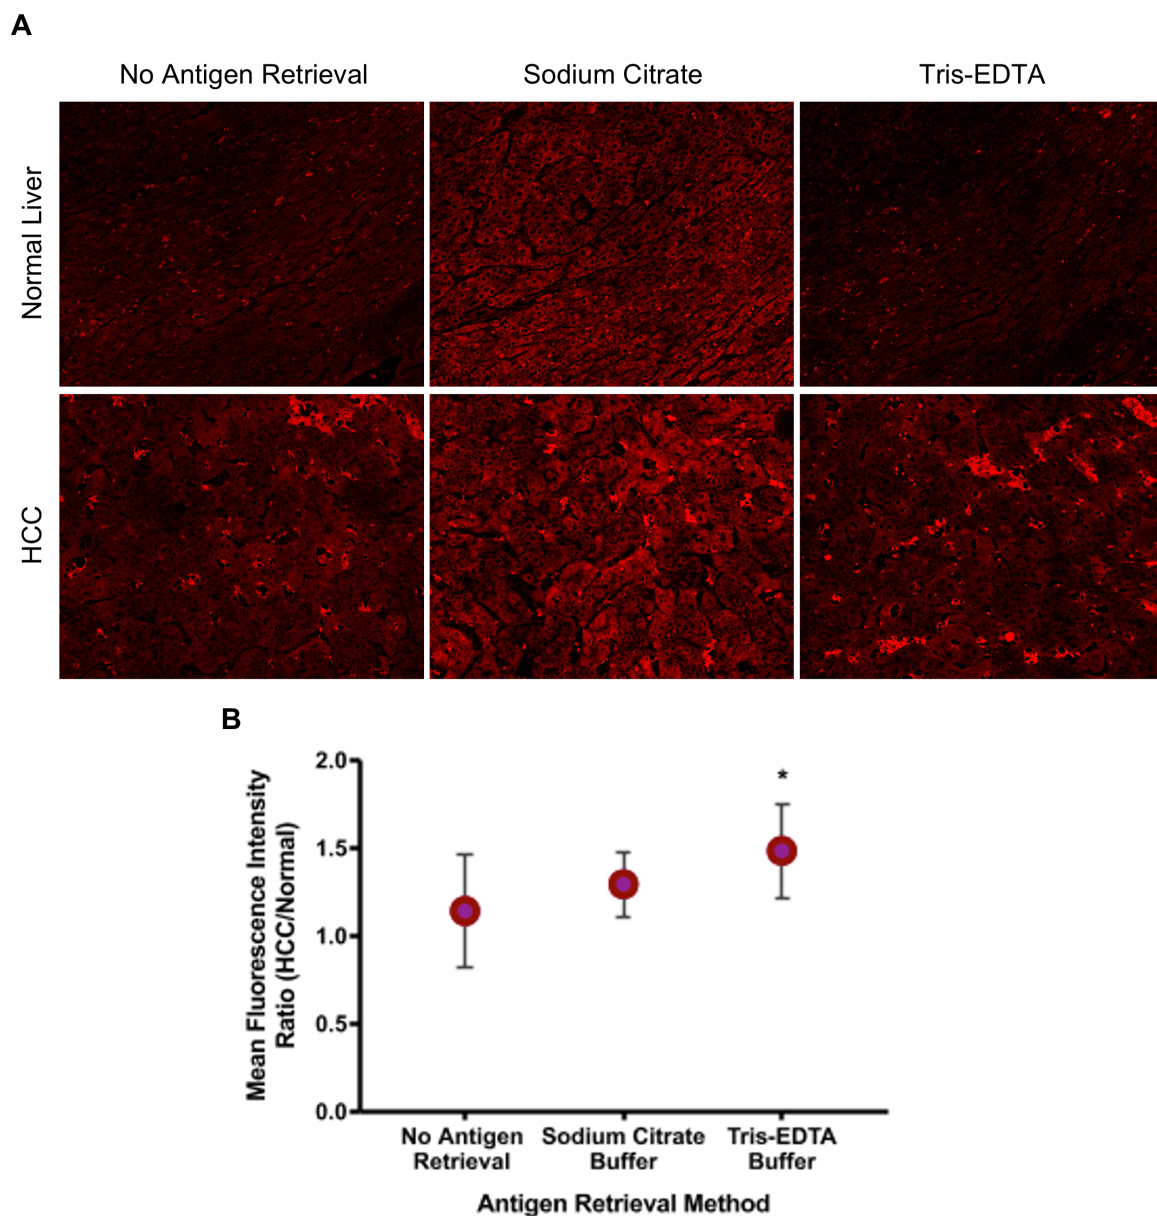 A
No Antigen Retrieval
Sodium Citrate
Tris-EDTA
Normal Liver
HCC
B
Mean Fluorescence Intensity
Ratio (HCC/Normal)
2.0
1.5
1.0
0.5
0.0
*
No Antigen
Retrieval
Sodium Citrate
Buffer
Tris-EDTA
Buffer
Antigen Retrieval Method